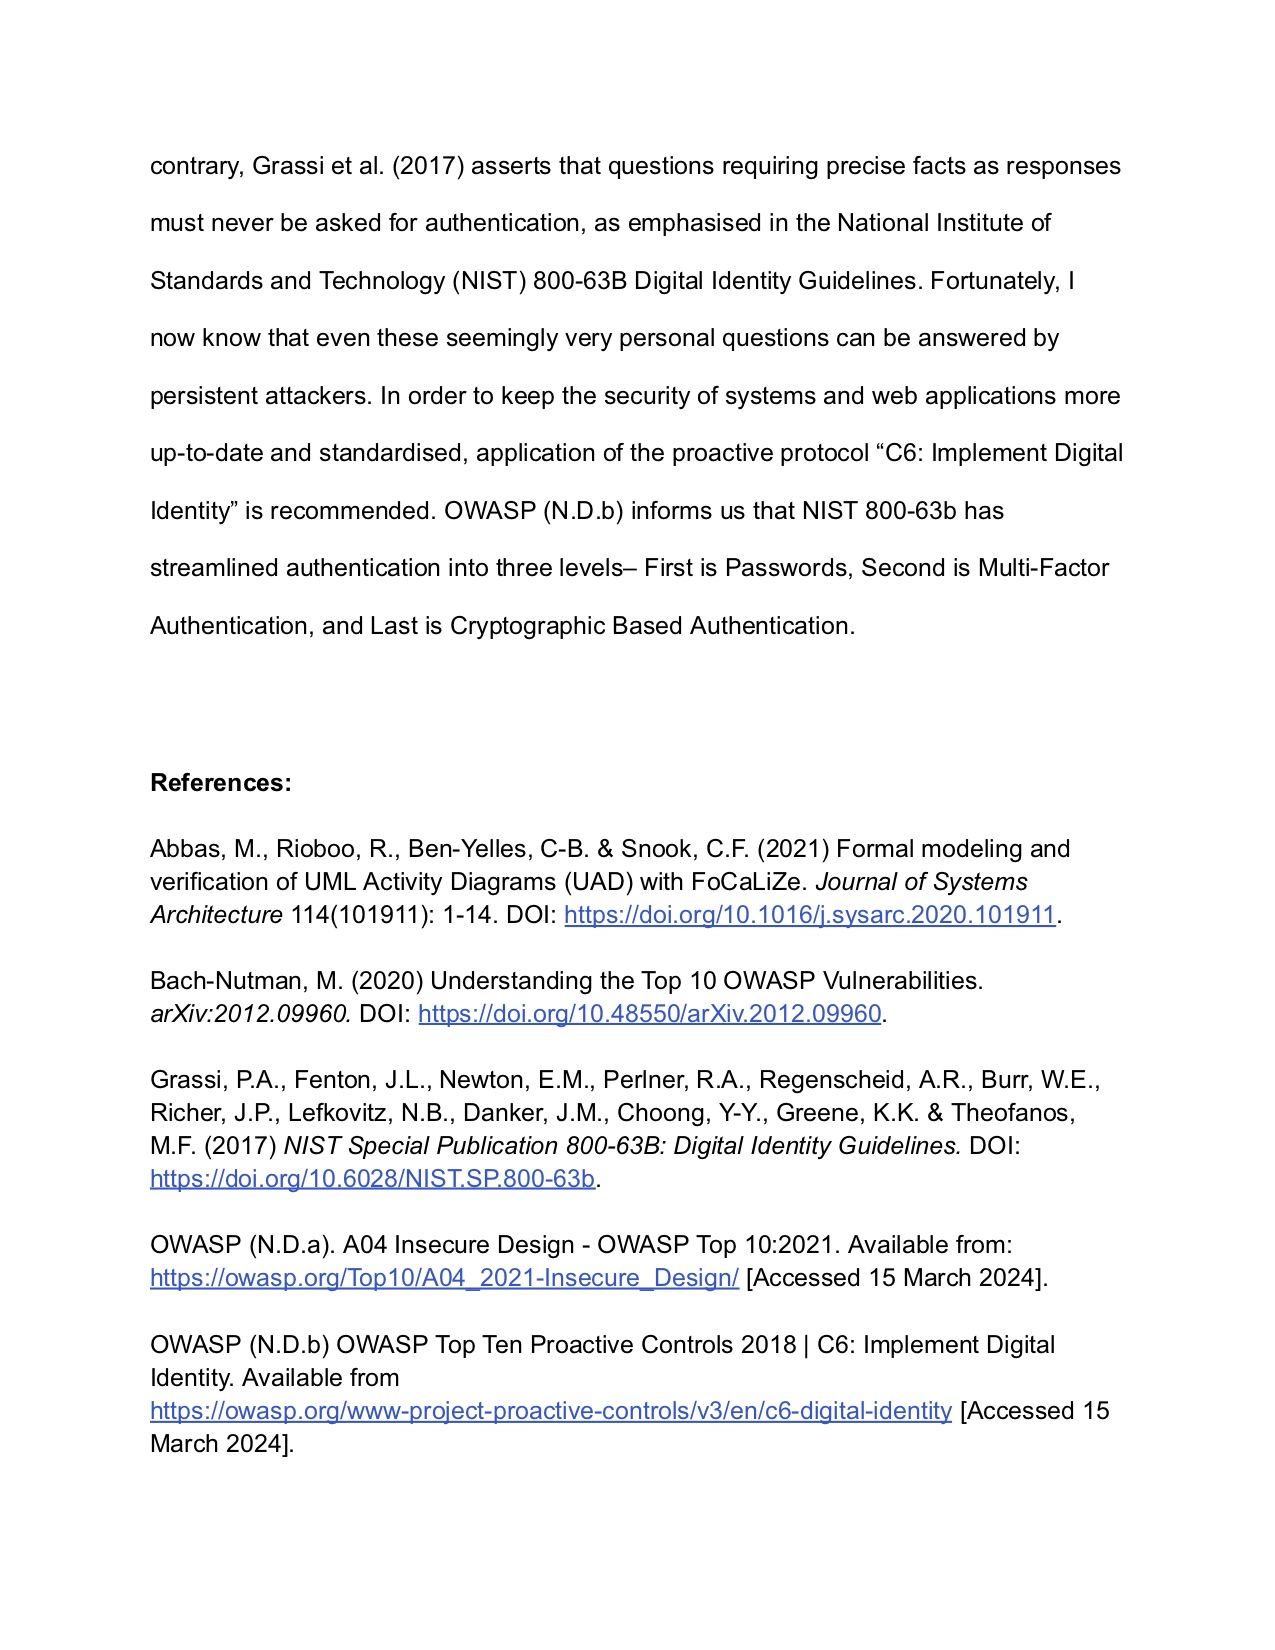 contrary, Grassi et al. (2017) asserts that questions requiring precise facts as responses
must never be asked for authentication, as emphasised in the National Institute of
Standards and Technology (NIST) 800-63B Digital Identity Guidelines. Fortunately, I
now know that even these seemingly very personal questions can be answered by
persistent attackers. In order to keep the security of systems and web applications more
up-to-date and standardised, application of the proactive protocol “C6: Implement Digital
Identity” is recommended. OWASP (N.D.b) informs us that NIST 800-63b has
streamlined authentication into three levels– First is Passwords, Second is Multi-Factor
Authentication, and Last is Cryptographic Based Authentication.
References:
Abbas, M., Rioboo, R., Ben-Yelles, C-B. & Snook, C.F. (2021) Formal modeling and
verification of UML Activity Diagrams (UAD) with FoCaLiZe. Journal of Systems
Architecture 114(101911): 1-14. DOI: https://doi.org/10.1016/j.sysarc.2020.101911.
Bach-Nutman, M. (2020) Understanding the Top 10 OWASP Vulnerabilities.
arXiv:2012.09960. DOI: https://doi.org/10.48550/arXiv.2012.09960.
Grassi, P.A., Fenton, J.L., Newton, E.M., Perlner, R.A., Regenscheid, A.R., Burr, W.E.,
Richer, J.P., Lefkovitz, N.B., Danker, J.M., Choong, Y-Y., Greene, K.K. & Theofanos,
M.F. (2017) NIST Special Publication 800-63B: Digital Identity Guidelines. DOI:
https://doi.org/10.6028/NIST.SP.800-63b.
OWASP (N.D.a). A04 Insecure Design - OWASP Top 10:2021. Available from:
https://owasp.org/Top10/A04_2021-Insecure_Design/ [Accessed 15 March 2024].
OWASP (N.D.b) OWASP Top Ten Proactive Controls 2018 | C6: Implement Digital
Identity. Available from
https://owasp.org/www-project-proactive-controls/v3/en/c6-digital-identity [Accessed 15
March 2024].